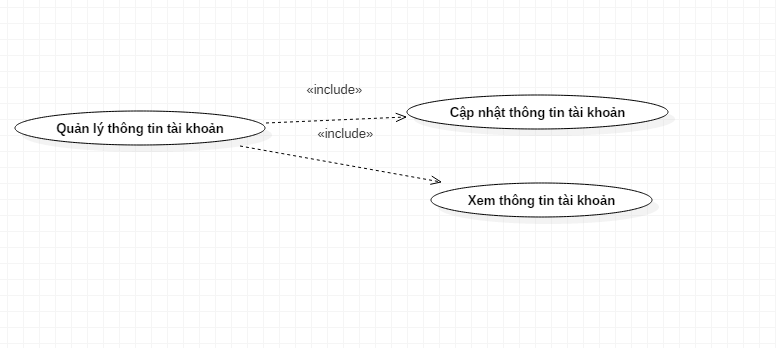 «include»
Cập nhật thông tin tài khoản
Quản lý thông tin tài khoản
«include»
Xem thông tin tài khoản